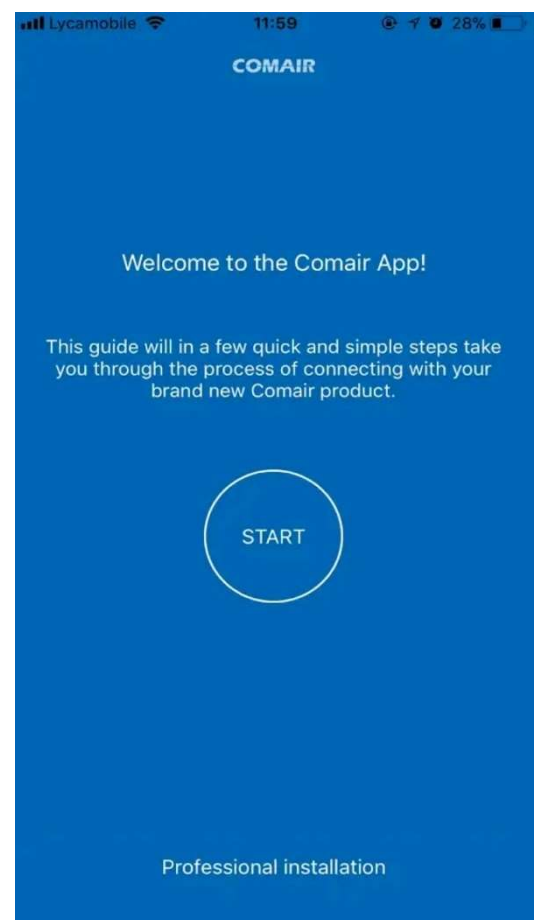 Lycamobile 11:59 28%
COMAIR
Welcome to the Comair App!
This guide will in a few quick and simple steps take
you through the process of connecting with your
brand new Comair product.
START
Professional installation